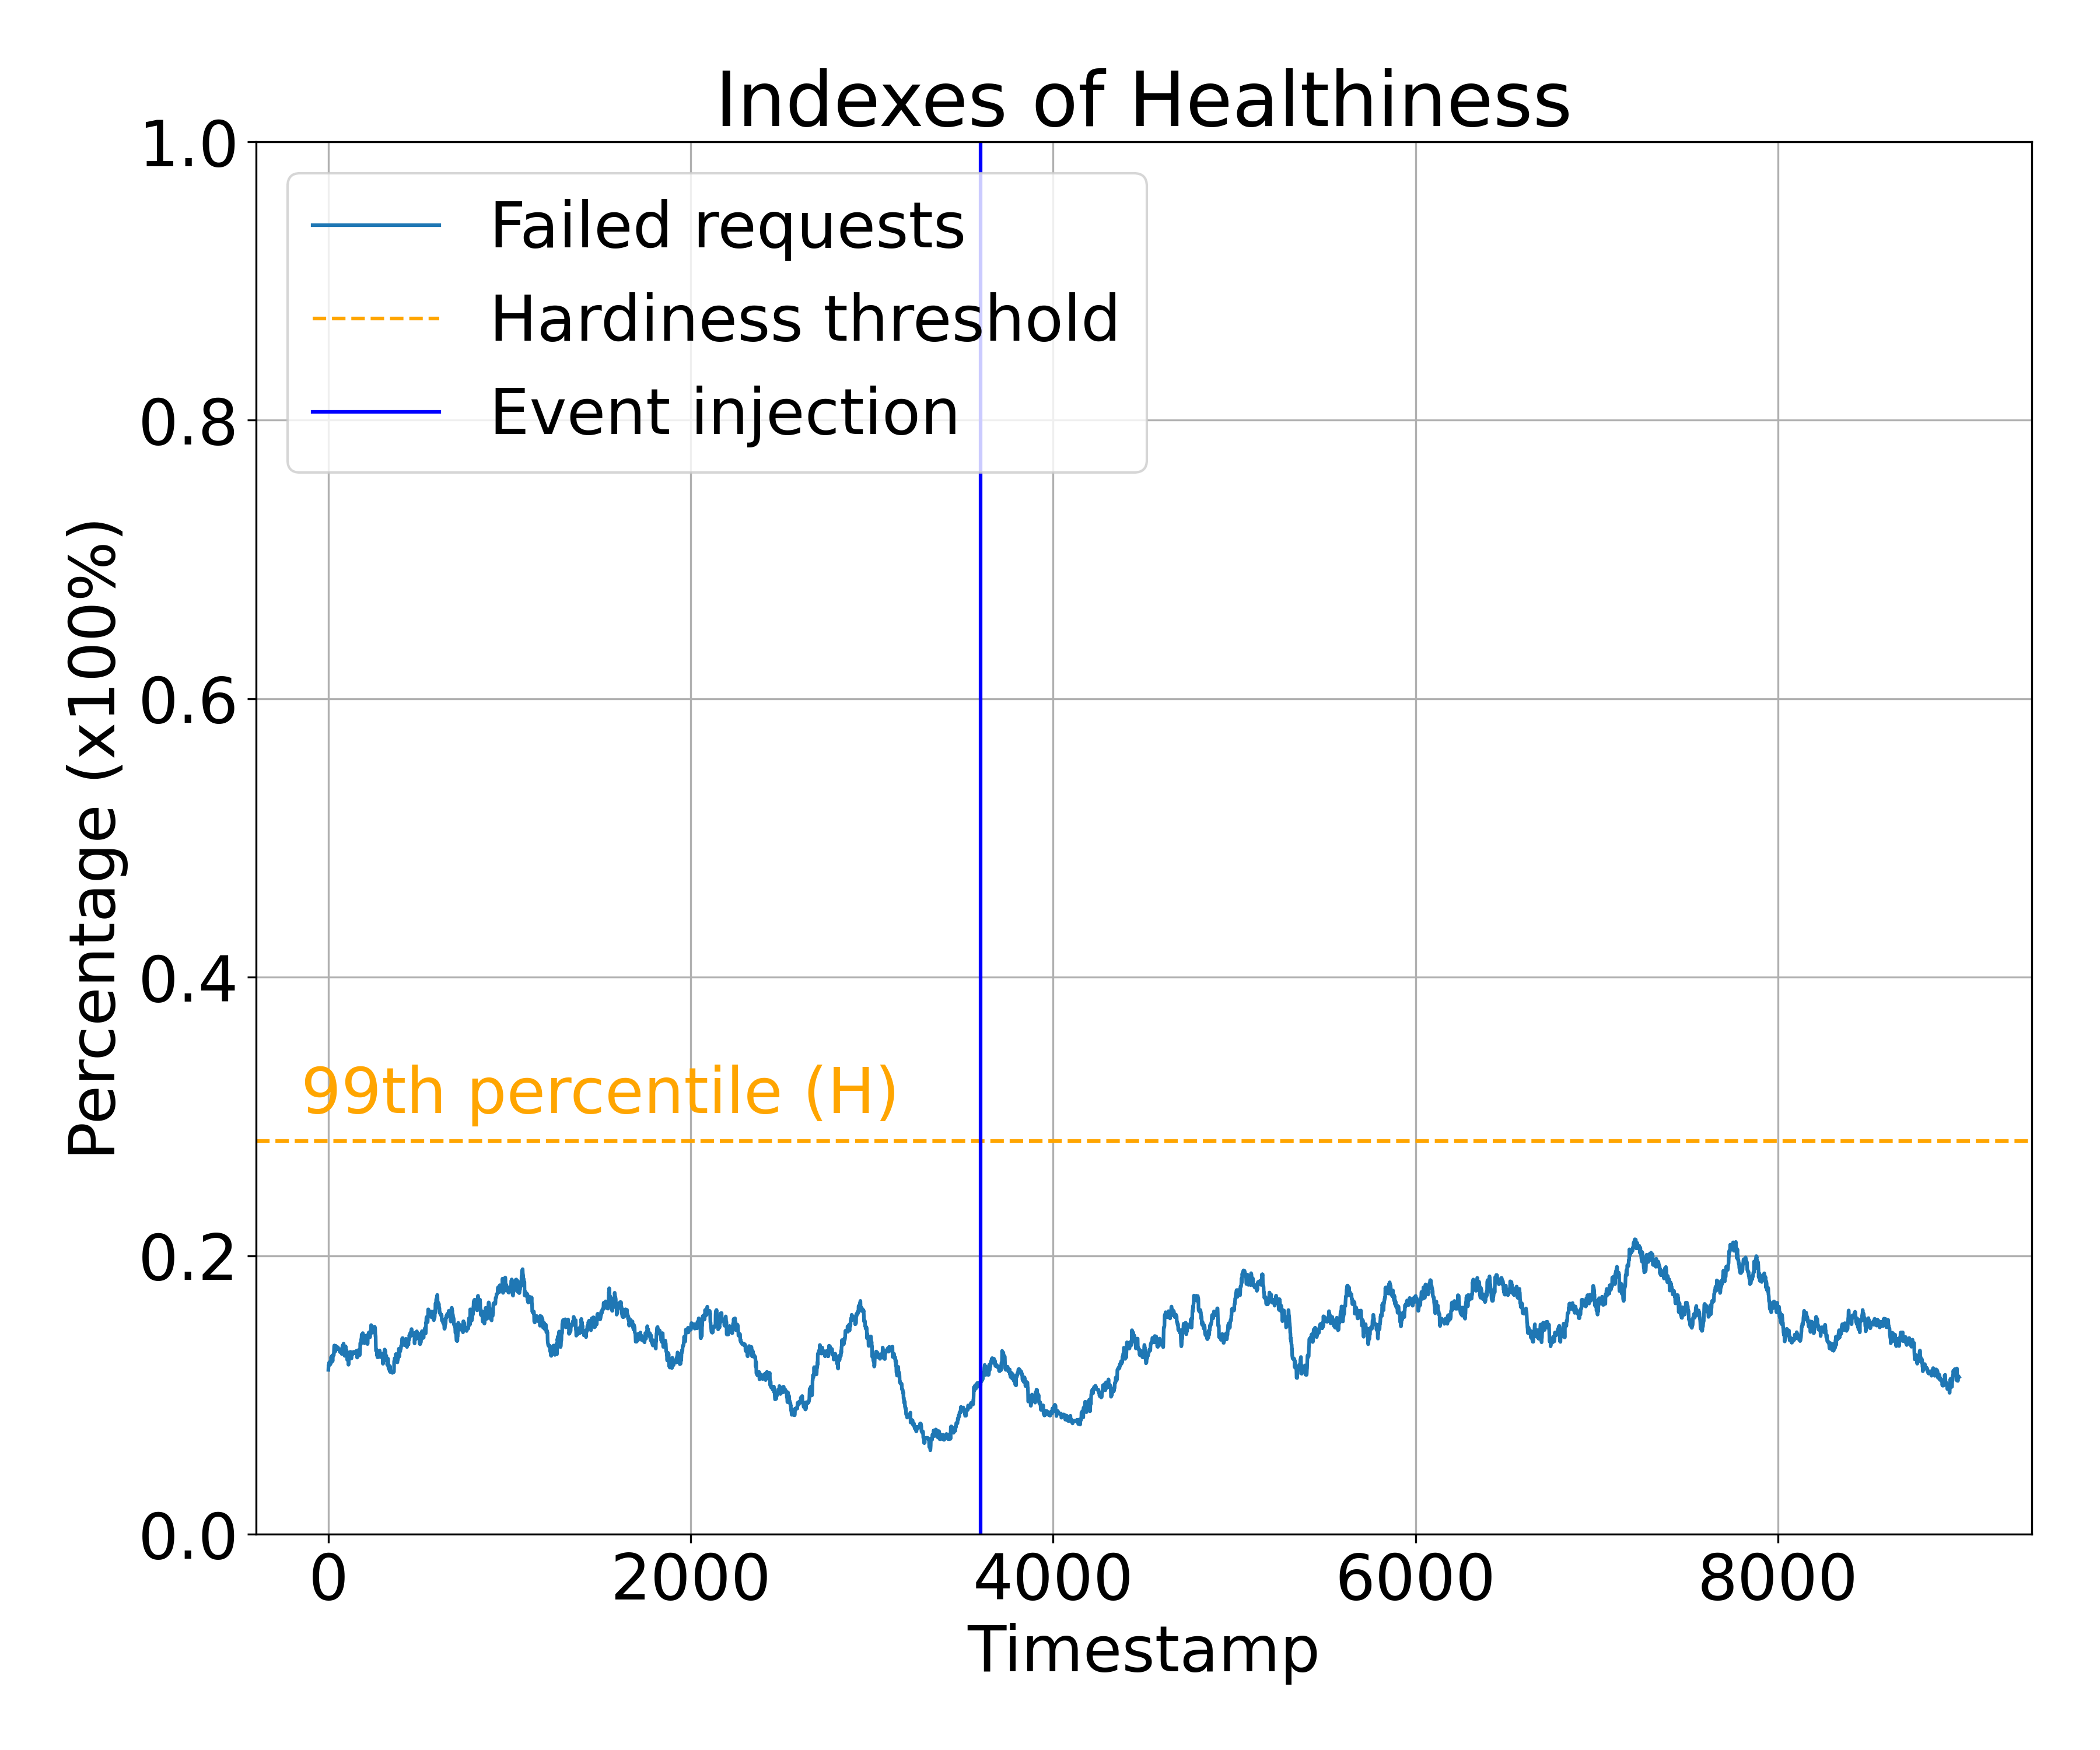 Indexes of Healthiness
1.0
0.8
0.6
0.4
0.2
0.0
Percentage (x100%)
Failed requests
Hardiness threshold
Event injection
99th percentile (H)
0 2000 4000 6000 8000
Timestamp